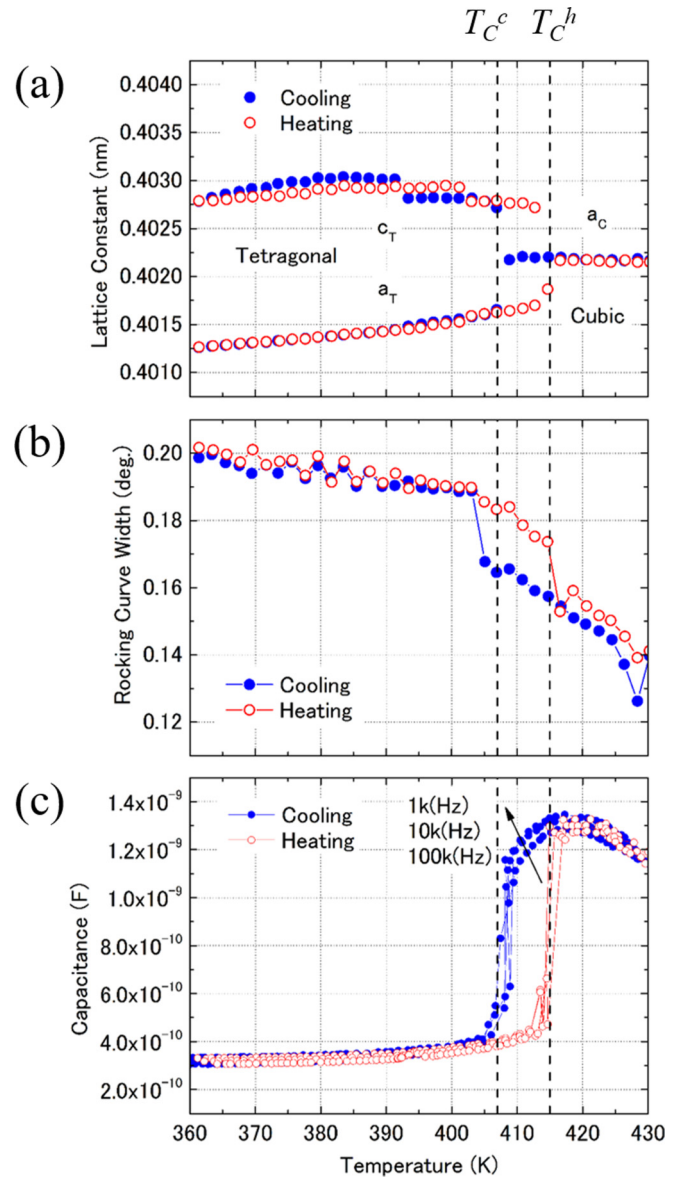 T_C^c T_C^h
(a)
0.4040
0.4035
0.4030
0.4025
0.4020
0.4015
0.4010
Lattice Constant (nm)
Cooling
Heating
c_T
a_C
Tetragonal
a_T
Cubic
(b)
0.20
0.18
0.16
0.14
0.12
Rocking Curve Width (deg.)
Cooling
Heating
(c)
1.4x10^-9
1.2x10^-9
1.0x10^-9
8.0x10^-10
6.0x10^-10
4.0x10^-10
2.0x10^-10
Capacitance (F)
Cooling
Heating
1k(Hz)
10k(Hz)
100k(Hz)
360 370 380 390 400 410 420 430
Temperature (K)